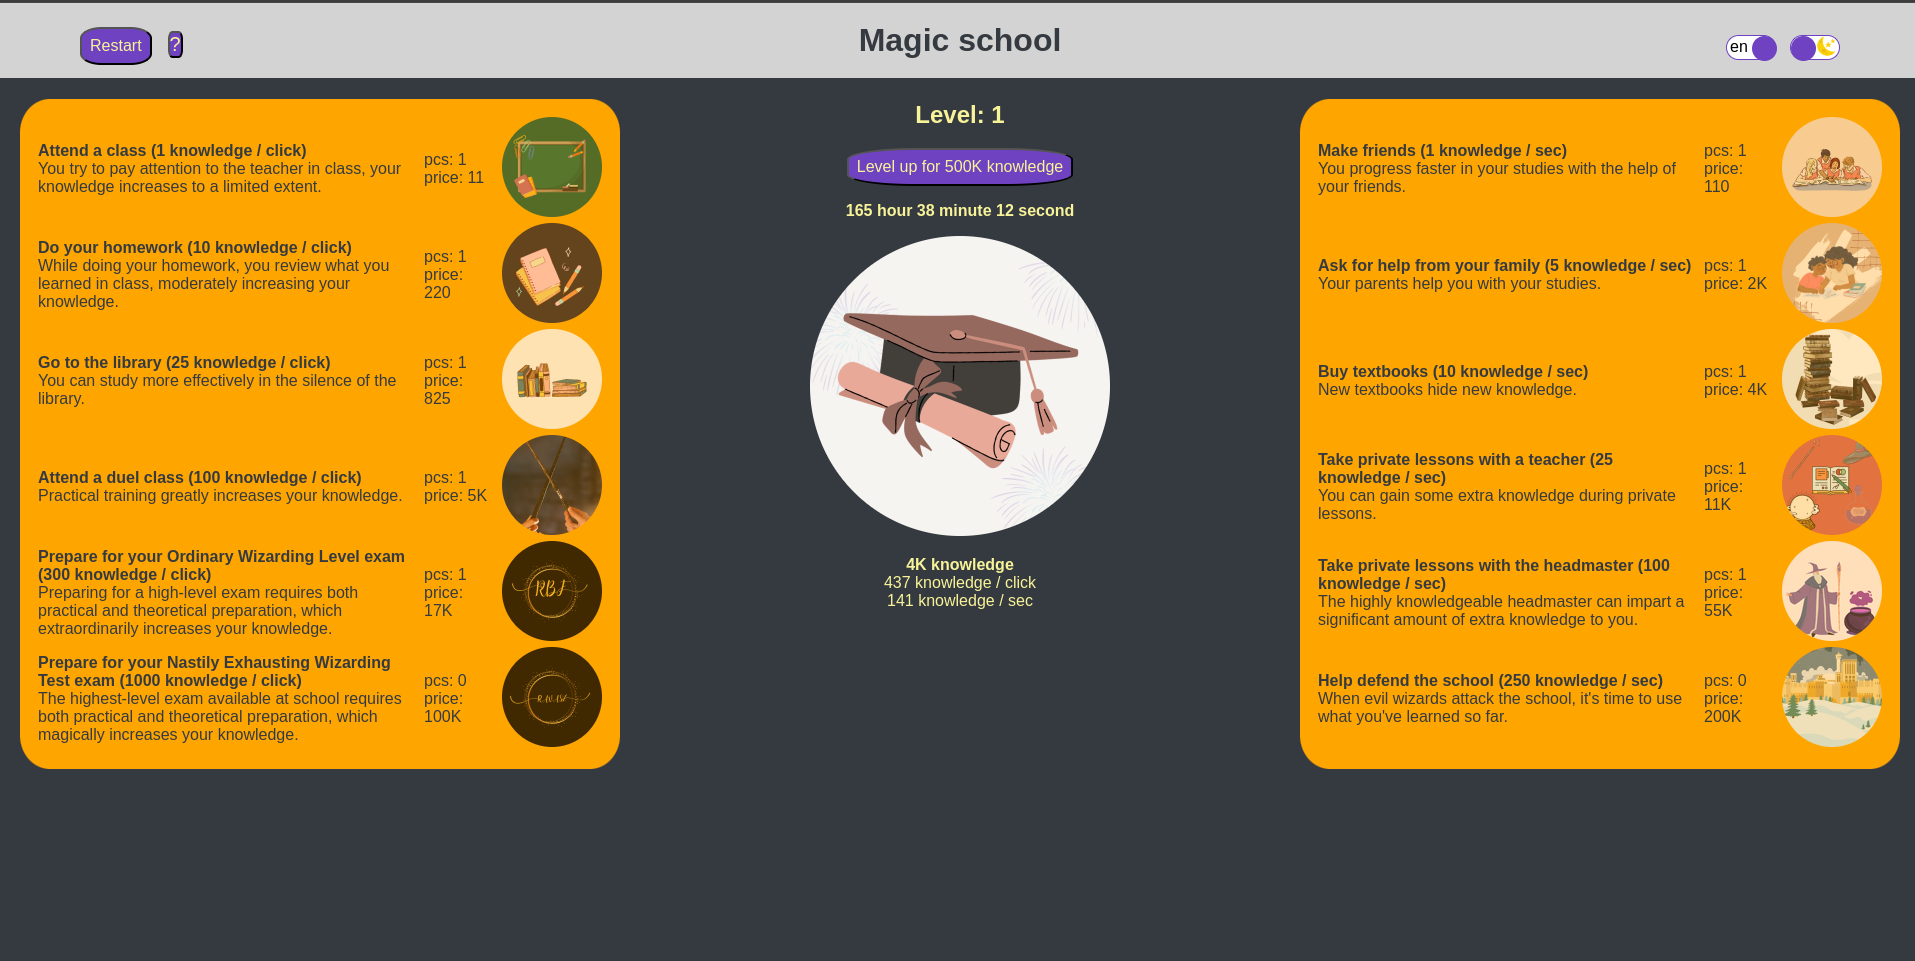 Restart
?
Magic school
en
Attend a class (1 knowledge / click)
You try to pay attention to the teacher in class, your
knowledge increases to a limited extent.
pcs: 1
price: 11
Do your homework (10 knowledge / click)
While doing your homework, you review what you
learned in class, moderately increasing your
knowledge.
pcs: 1
price:
220
Go to the library (25 knowledge / click)
You can study more effectively in the silence of the
library.
pcs: 1
price:
825
Attend a duel class (100 knowledge / click)
Practical training greatly increases your knowledge.
pcs: 1
price: 5K
Prepare for your Ordinary Wizarding Level exam
(300 knowledge / click)
Preparing for a high-level exam requires both
practical and theoretical preparation, which
extraordinarily increases your knowledge.
pcs: 1
price:
17K
RBF
Prepare for your Nastily Exhausting Wizarding
Test exam (1000 knowledge / click)
The highest-level exam available at school requires
both practical and theoretical preparation, which
magically increases your knowledge.
pcs: 0
price:
100K
Level: 1
Level up for 500K knowledge
165 hour 38 minute 12 second
4K knowledge
437 knowledge / click
141 knowledge / sec
Make friends (1 knowledge / sec)
You progress faster in your studies with the help of
your friends.
pcs: 1
price:
110
Ask for help from your family (5 knowledge / sec)
Your parents help you with your studies.
pcs: 1
price: 2K
Buy textbooks (10 knowledge / sec)
New textbooks hide new knowledge.
pcs: 1
price: 4K
Take private lessons with a teacher (25
knowledge / sec)
You can gain some extra knowledge during private
lessons.
pcs: 1
price:
11K
Take private lessons with the headmaster (100
knowledge / sec)
The highly knowledgeable headmaster can impart a
significant amount of extra knowledge to you.
pcs: 1
price:
55K
Help defend the school (250 knowledge / sec)
When evil wizards attack the school, it's time to use
what you've learned so far.
pcs: 0
price:
200K